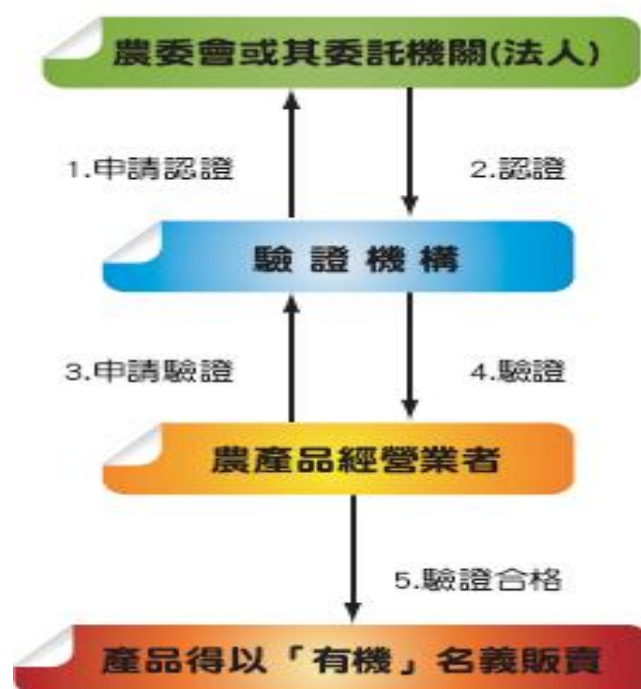 農委會或其委託機關(法人)
1.申請認證
2.認證
驗證機構
3.申請驗證
4.驗證
農產品經營業者
5.驗證合格
產品得以「有機」名義販賣